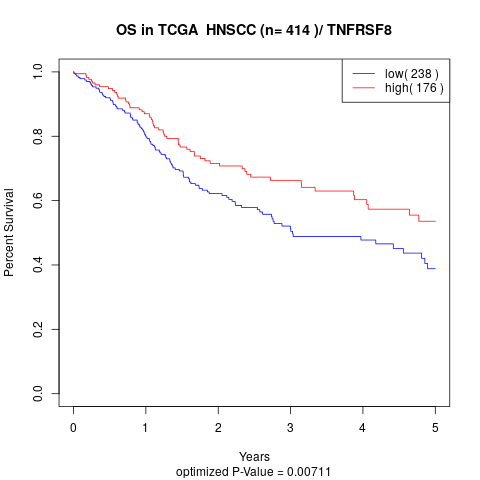 OS in TCGA HNSCC (n= 414 )/ TNFRSF8
low( 238 )
high( 176 )
Percent Survival
1.0
0.8
0.6
0.4
0.2
0.0
0 1 2 3 4 5
Years
optimized P-Value = 0.00711